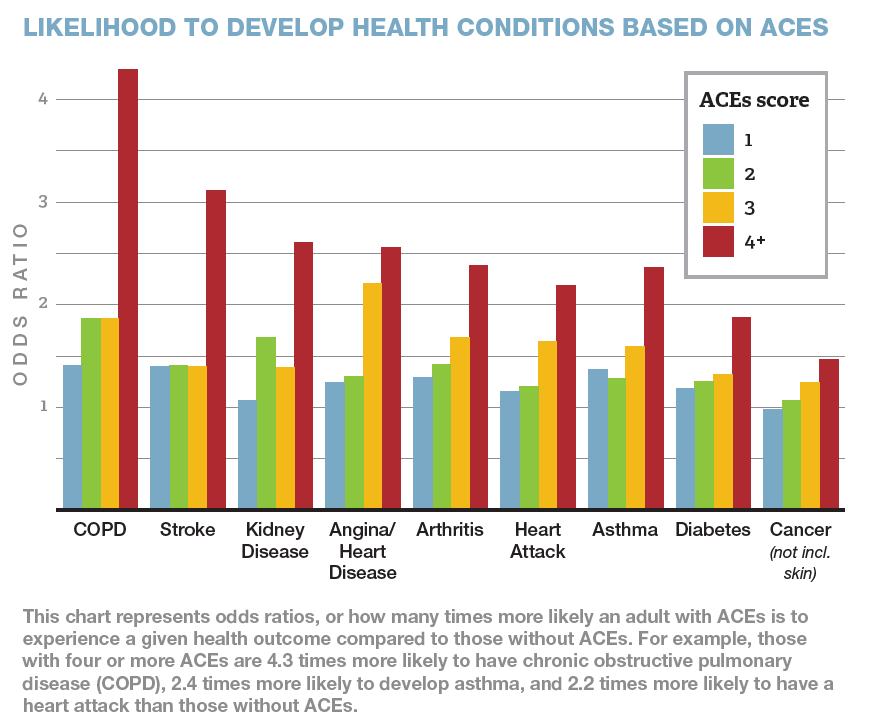 LIKELIHOOD TO DEVELOP HEALTH CONDITIONS BASED ON ACES
ODDS RATIO
4
3
2
1
ACEs score
1
2
3
4+
COPD
Stroke
Kidney
Disease
Angina/
Heart
Disease
Arthritis
Heart
Attack
Asthma
Diabetes
Cancer
(not incl.
skin)
This chart represents odds ratios, or how many times more likely an adult with ACEs is to
experience a given health outcome compared to those without ACEs. For example, those
with four or more ACEs are 4.3 times more likely to have chronic obstructive pulmonary
disease (COPD), 2.4 times more likely to develop asthma, and 2.2 times more likely to have a
heart attack than those without ACEs.